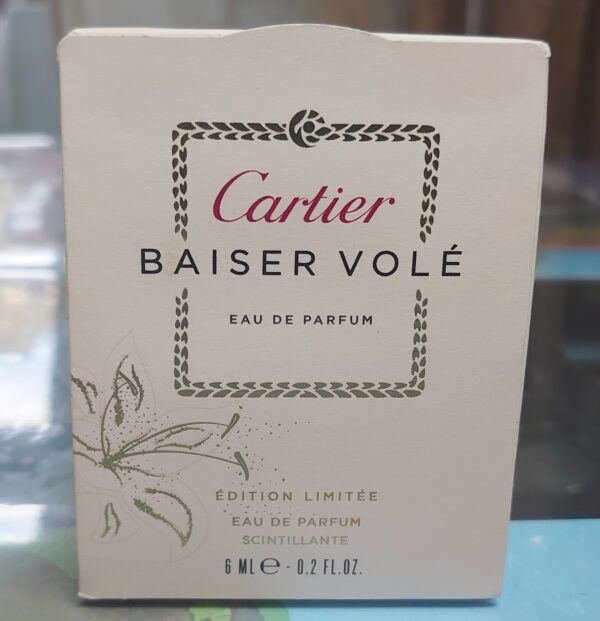 Cartier
BAISER VOLÉ
EAU DE PARFUM
ÉDITION LIMITÉE
EAU DE PARFUM
SCINTILLANTE
6 ML ℮ - 0.2 FL.OZ.